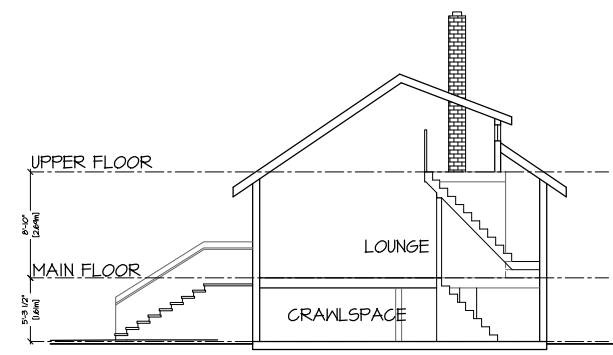 UPPER FLOOR
8'-10"
[2.69m]
LOUNGE
MAIN FLOOR
5'-3 1/2"
[1.61m]
CRAWLSPACE